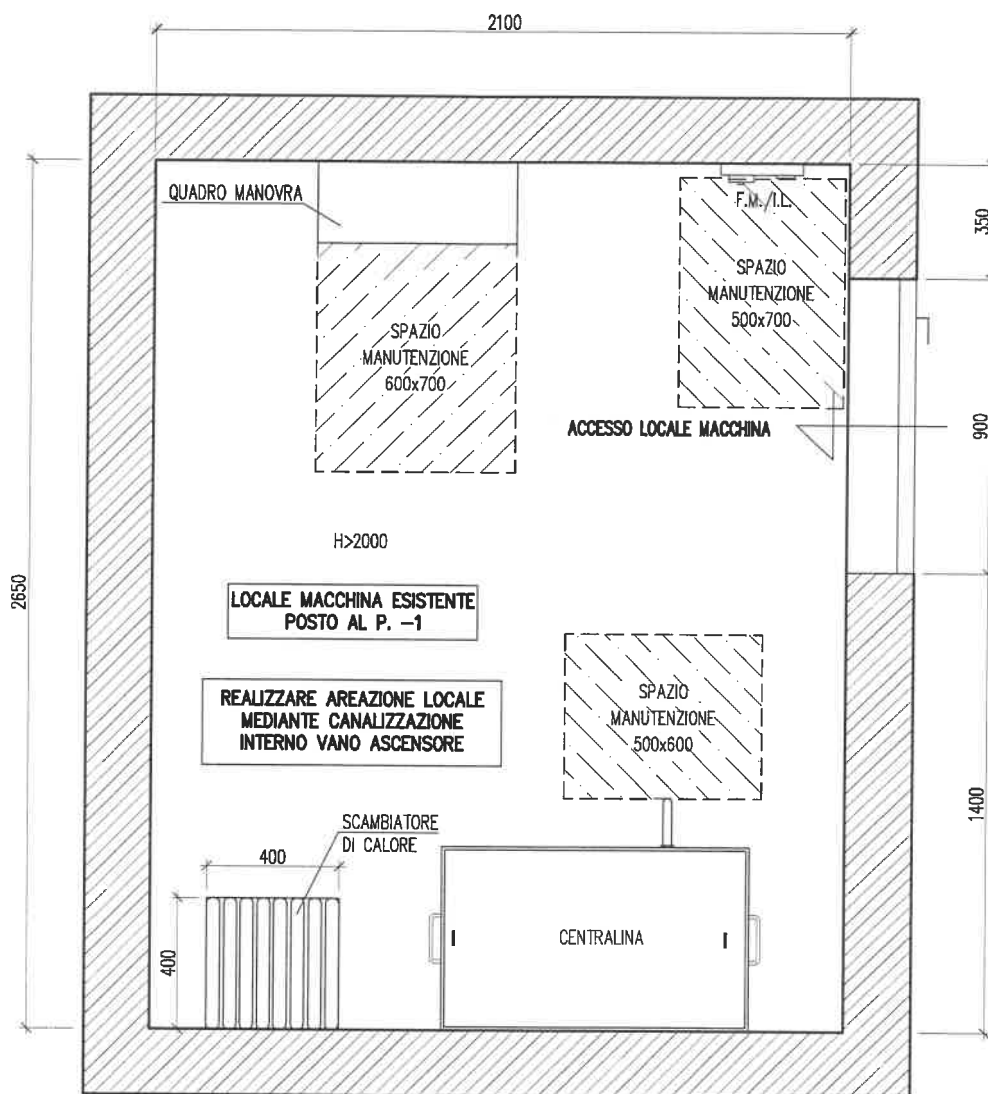 2100
QUADRO MANOVRA
F.M./I.L.
350
SPAZIO
MANUTENZIONE
500x700
SPAZIO
MANUTENZIONE
600x700
ACCESSO LOCALE MACCHINA
900
H>2000
2650
LOCALE MACCHINA ESISTENTE
POSTO AL P. -1
REALIZZARE AREAZIONE LOCALE
MEDIANTE CANALIZZAZIONE
INTERNO VANO ASCENSORE
SPAZIO
MANUTENZIONE
500x600
1400
SCAMBIATORE
DI CALORE
400
400
CENTRALINA